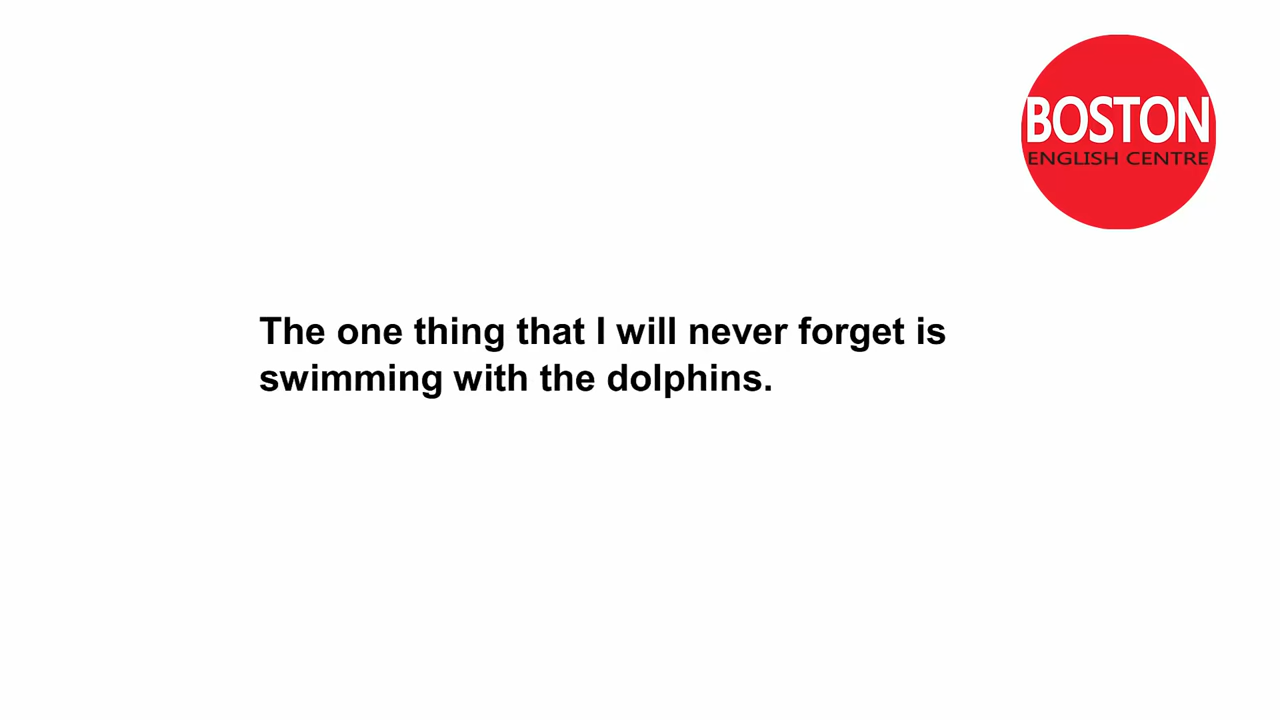 BOSTON
ENGLISH CENTRE
The one thing that I will never forget is
swimming with the dolphins.